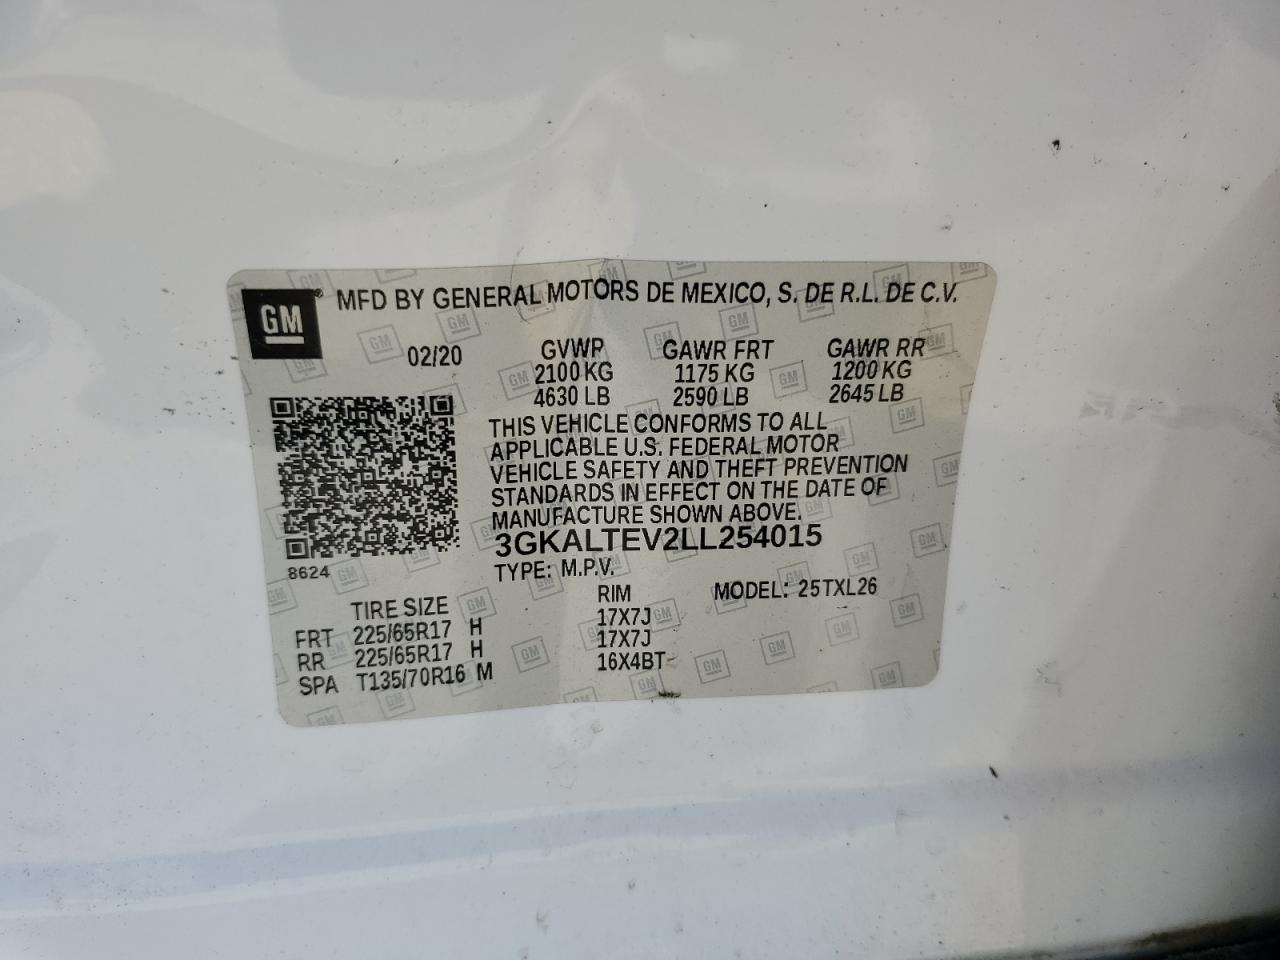 GM
MFD BY GENERAL MOTORS DE MEXICO, S. DE R.L. DE C.V.
02/20 GVWP GAWR FRT GAWR RR
2100 KG 1175 KG 1200 KG
4630 LB 2590 LB 2645 LB
THIS VEHICLE CONFORMS TO ALL
APPLICABLE U.S. FEDERAL MOTOR
VEHICLE SAFETY AND THEFT PREVENTION
STANDARDS IN EFFECT ON THE DATE OF
MANUFACTURE SHOWN ABOVE.
3GKALTEV2LL254015
8624 TYPE: M.P.V.
TIRE SIZE RIM MODEL: 25TXL26
FRT 225/65R17 H 17X7J
RR 225/65R17 H 17X7J
SPA T135/70R16 M 16X4BT